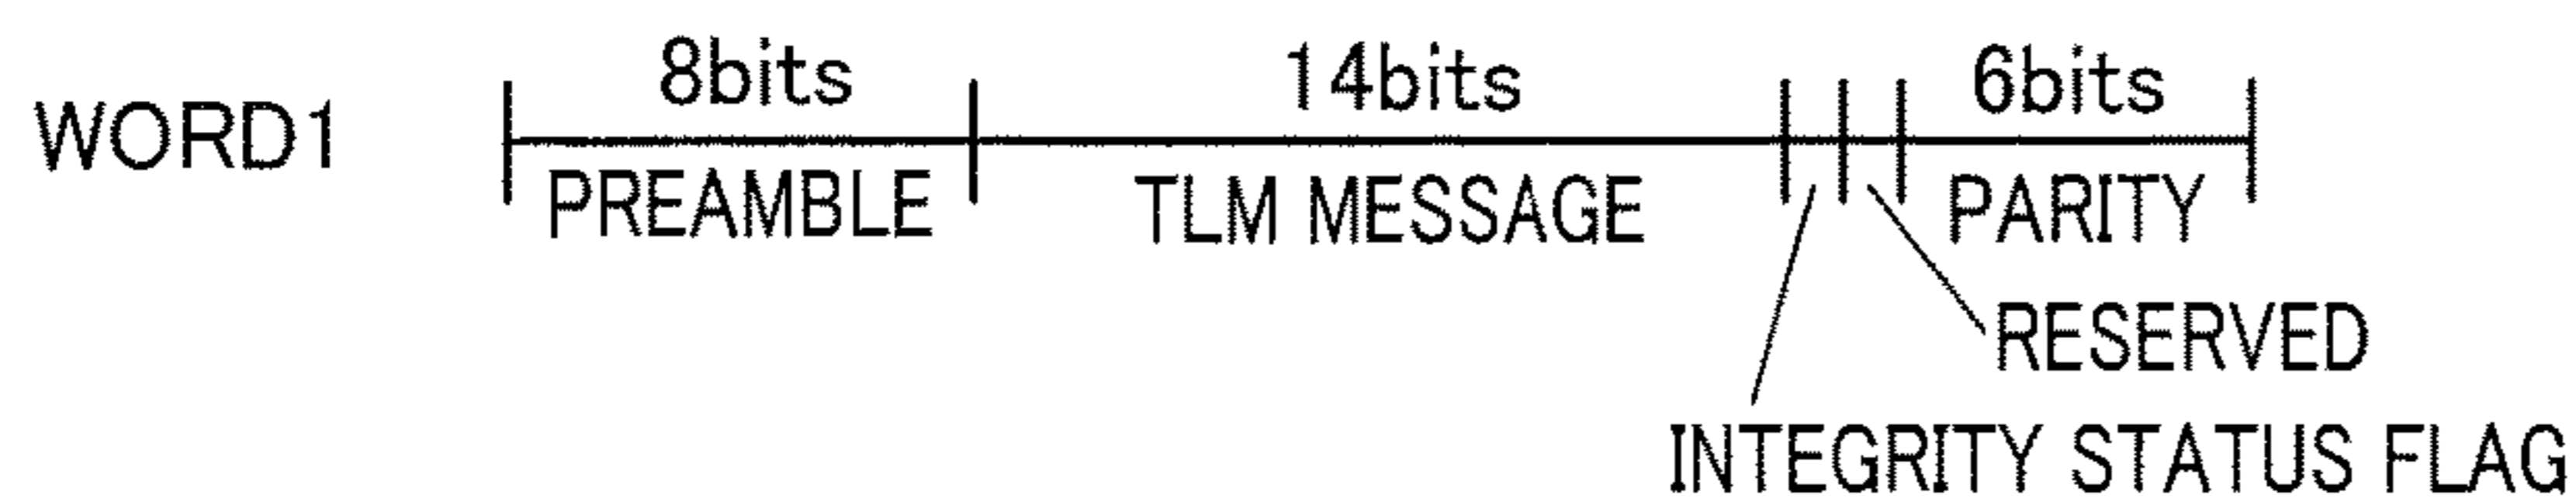 8bits 14bits 6bits
WORD1
PREAMBLE TLM MESSAGE PARITY
RESERVED
INTEGRITY STATUS FLAG